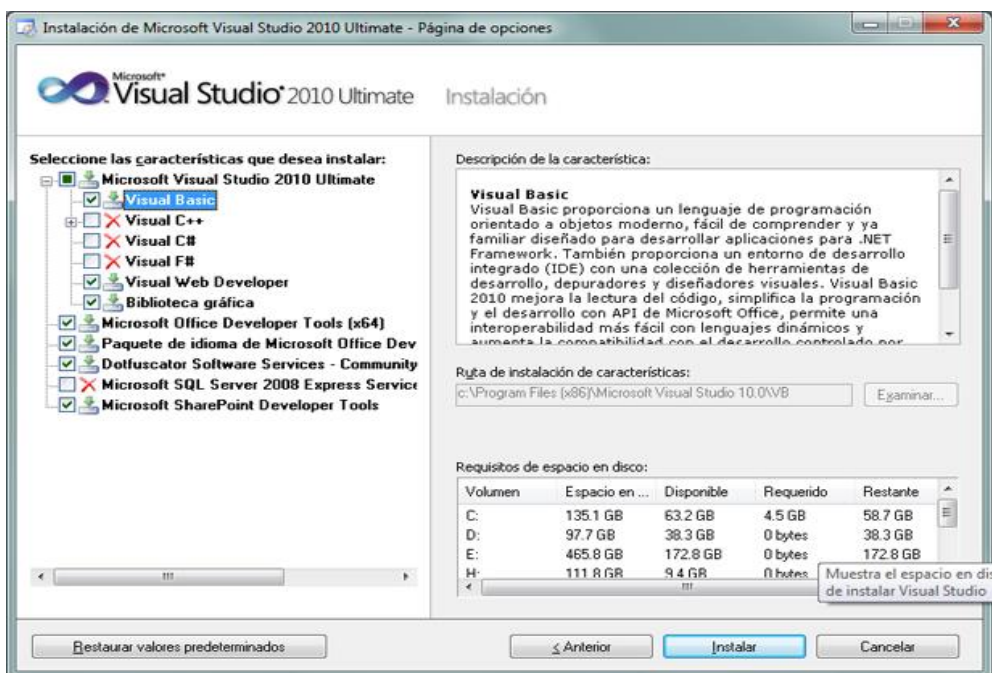 Instalación de Microsoft Visual Studio 2010 Ultimate - Página de opciones
Microsoft®
Visual Studio® 2010 Ultimate
Instalación
Seleccione las características que desea instalar:
Microsoft Visual Studio 2010 Ultimate
Visual Basic
Visual C++
Visual C#
Visual F#
Visual Web Developer
Biblioteca gráfica
Microsoft Office Developer Tools (x64)
Paquete de idioma de Microsoft Office Dev
Dotfuscator Software Services - Community
Microsoft SQL Server 2008 Express Service
Microsoft SharePoint Developer Tools
Descripción de la característica:
Visual Basic
Visual Basic proporciona un lenguaje de programación
orientado a objetos moderno, fácil de comprender y ya
familiar diseñado para desarrollar aplicaciones para .NET
Framework. También proporciona un entorno de desarrollo
integrado (IDE) con una colección de herramientas de
desarrollo, depuradores y diseñadores visuales. Visual Basic
2010 mejora la lectura del código, simplifica la programación
y el desarrollo con API de Microsoft Office, permite una
interoperabilidad más fácil con lenguajes dinámicos y
aumenta la compatibilidad con el desarrollo controlado por
Ruta de instalación de características:
c:\Program Files (x86)\Microsoft Visual Studio 10.0\VB
Examinar...
Requisitos de espacio en disco:
Volumen Espacio en ... Disponible Requerido Restante
C: 135.1 GB 63.2 GB 4.5 GB 58.7 GB
D: 97.7 GB 38.3 GB 0 bytes 38.3 GB
E: 465.8 GB 172.8 GB 0 bytes 172.8 GB
H: 111.8 GB 9.4 GB 0 bytes
Muestra el espacio en dis
de instalar Visual Studio
Restaurar valores predeterminados
< Anterior
Instalar
Cancelar